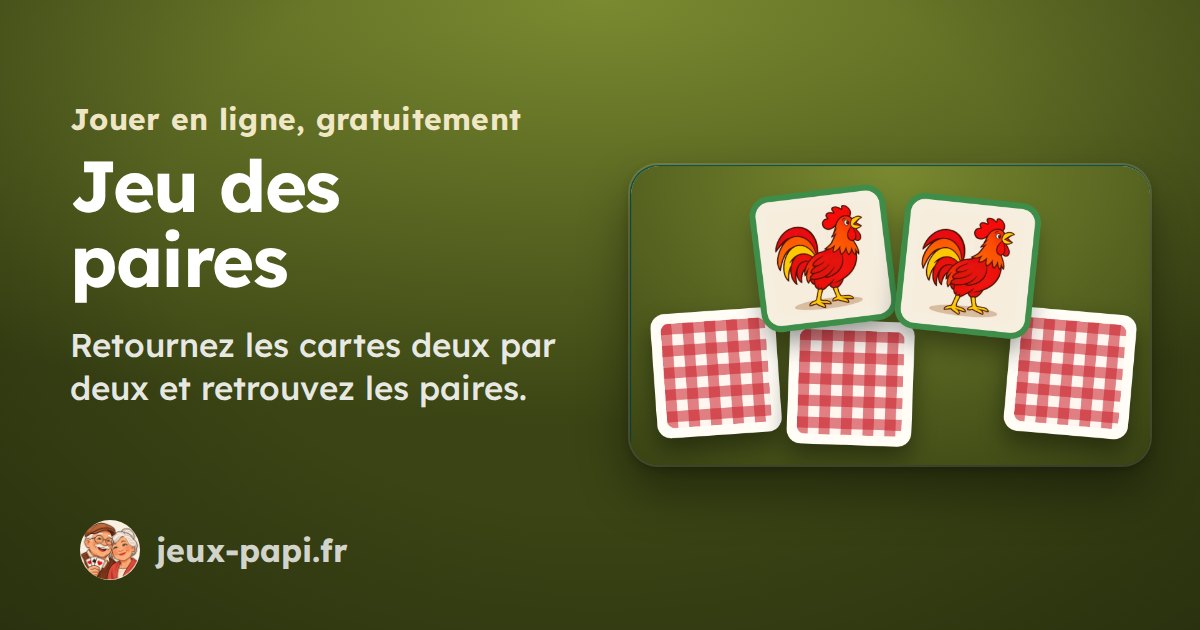 Jouer en ligne, gratuitement
Jeu des
paires
Retournez les cartes deux par
deux et retrouvez les paires.
jeux-papi.fr